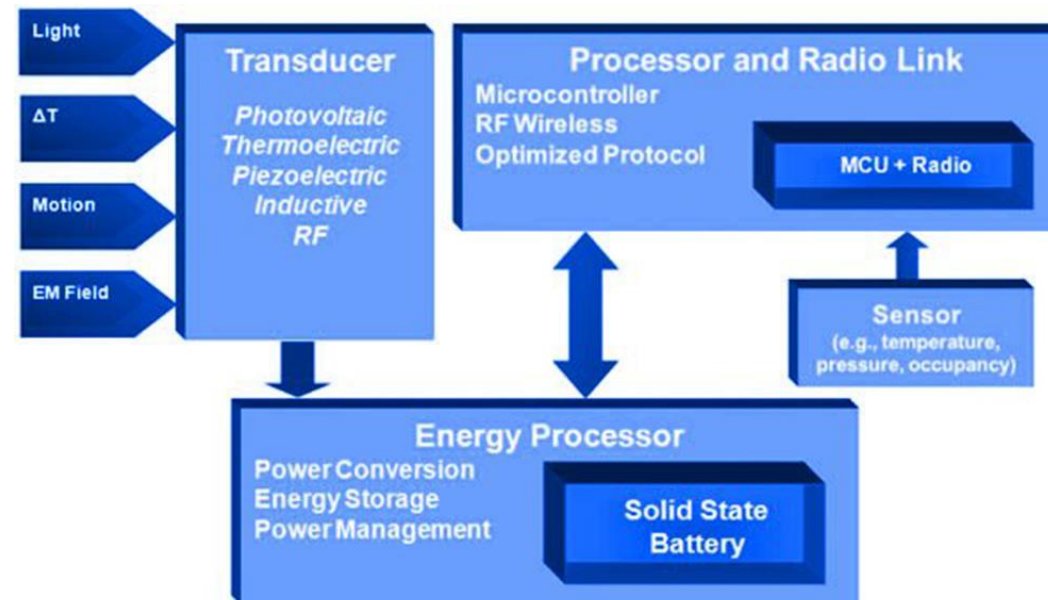 Light
ΔT
Motion
EM Field
Transducer
Photovoltaic
Thermoelectric
Piezoelectric
Inductive
RF
Processor and Radio Link
Microcontroller
RF Wireless
Optimized Protocol
MCU + Radio
Sensor
(e.g., temperature,
pressure, occupancy)
Energy Processor
Power Conversion
Energy Storage
Power Management
Solid State
Battery